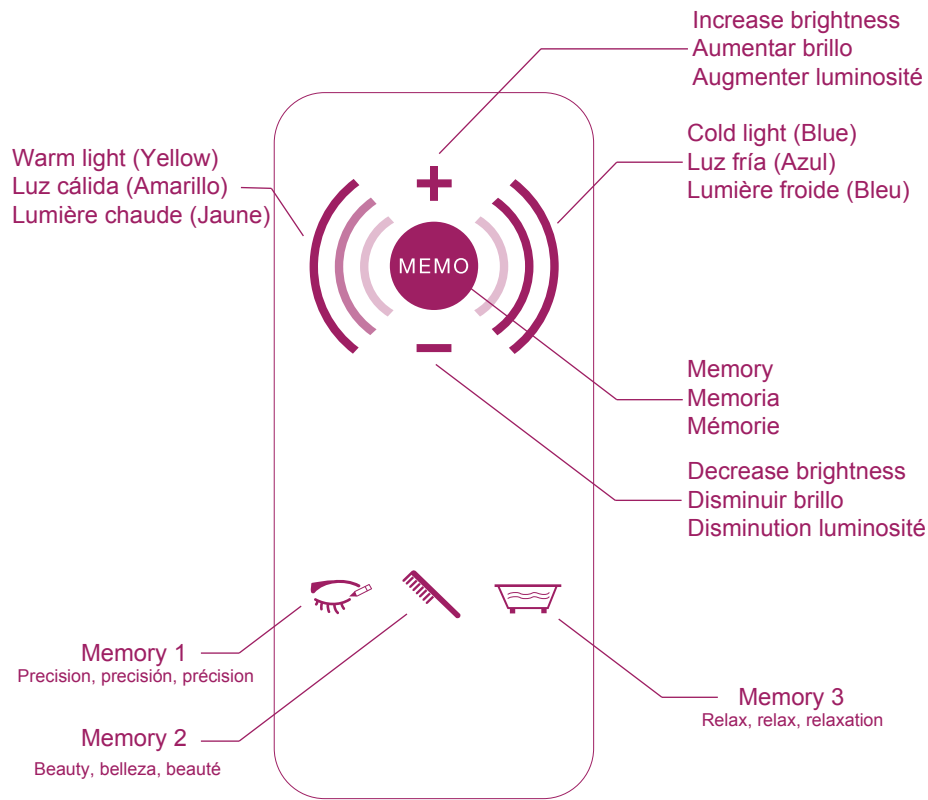 Increase brightness
Aumentar brillo
Augmenter luminosité
Warm light (Yellow)
Luz cálida (Amarillo)
Lumière chaude (Jaune)
Cold light (Blue)
Luz fría (Azul)
Lumière froide (Bleu)
MEMO
Memory
Memoria
Mémorie
Decrease brightness
Disminuir brillo
Disminution luminosité
Memory 1
Precision, precisión, précision
Memory 2
Beauty, belleza, beauté
Memory 3
Relax, relax, relaxation